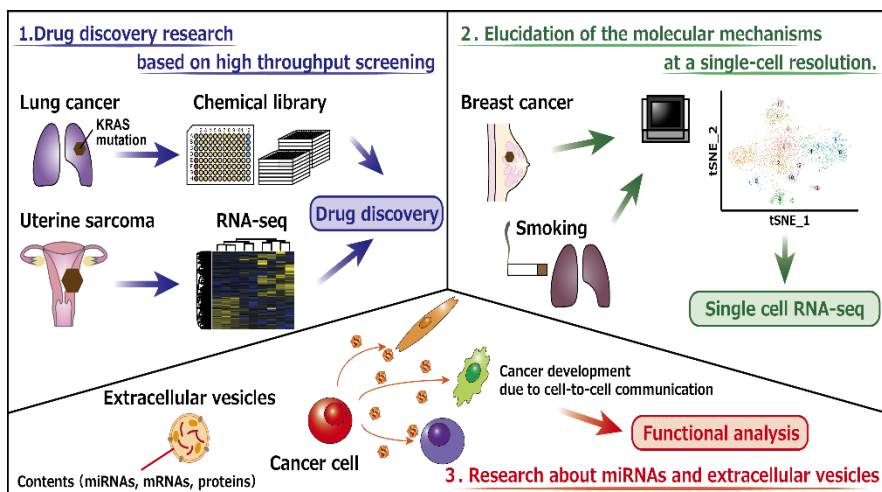 1.Drug discovery research
based on high throughput screening
Lung cancer
KRAS
mutation
Chemical library
Uterine sarcoma
RNA-seq
Drug discovery
2. Elucidation of the molecular mechanisms
at a single-cell resolution.
Breast cancer
Smoking
tSNE_2
tSNE_1
Single cell RNA-seq
Extracellular vesicles
Contents (miRNAs, mRNAs, proteins)
Cancer cell
Cancer development
due to cell-to-cell communication
Functional analysis
3. Research about miRNAs and extracellular vesicles